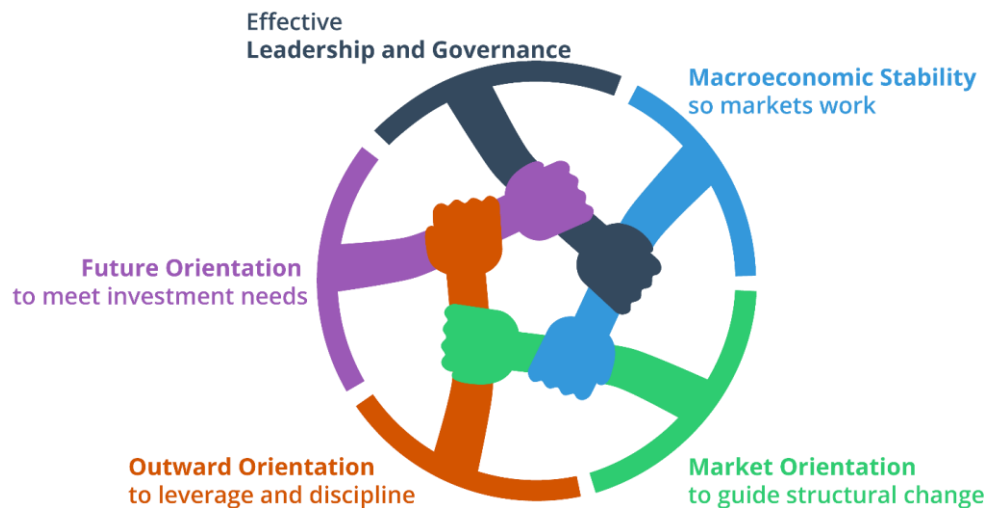 Effective
Leadership and Governance
Macroeconomic Stability
so markets work
Future Orientation
to meet investment needs
Outward Orientation
to leverage and discipline
Market Orientation
to guide structural change